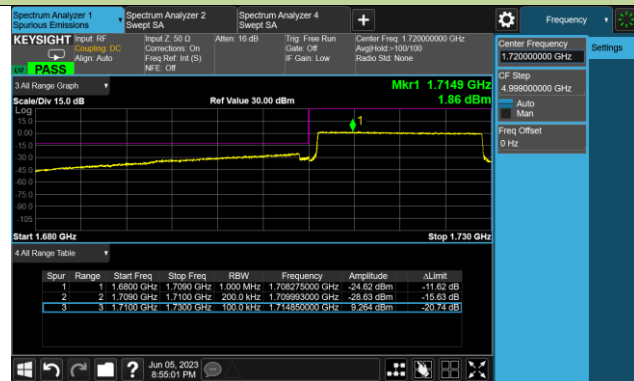 Spectrum Analyzer 1
Spurious Emissions
Spectrum Analyzer 2
Swept SA
Spectrum Analyzer 4
Swept SA
+
Frequency
KEYSIGHT
Input: RF
Coupling: DC
Align: Auto
Input Z: 50 Ω
Corrections: On
Freq Ref: Int (S)
NFE: Off
Atten: 16 dB
Trig: Free Run
Gate: Off
IF Gain: Low
Center Freq: 1.720000000 GHz
Avg|Hold:>100/100
Radio Std: None
PASS
Center Frequency
1.720000000 GHz
Settings
CF Step
4.999000000 GHz
Auto
Man
Freq Offset
0 Hz
3 All Range Graph
Mkr1 1.7149 GHz
Scale/Div 15.0 dB
Ref Value 30.00 dBm
1.86 dBm
Log
15.0
0.00
-15.0
-30.0
-45.0
-60.0
-75.0
-90.0
-105
1
Start 1.680 GHz
Stop 1.730 GHz
4 All Range Table
Spur Range Start Freq Stop Freq RBW Frequency Amplitude ΔLimit
1 1 1.6800 GHz 1.7090 GHz 1.000 MHz 1.708275000 GHz -24.62 dBm -11.62 dB
2 2 1.7090 GHz 1.7100 GHz 200.0 kHz 1.709993000 GHz -28.63 dBm -15.63 dB
3 3 1.7100 GHz 1.7300 GHz 100.0 kHz 1.714850000 GHz 9.264 dBm -20.74 dB
?
Jun 05, 2023
8:55:01 PM